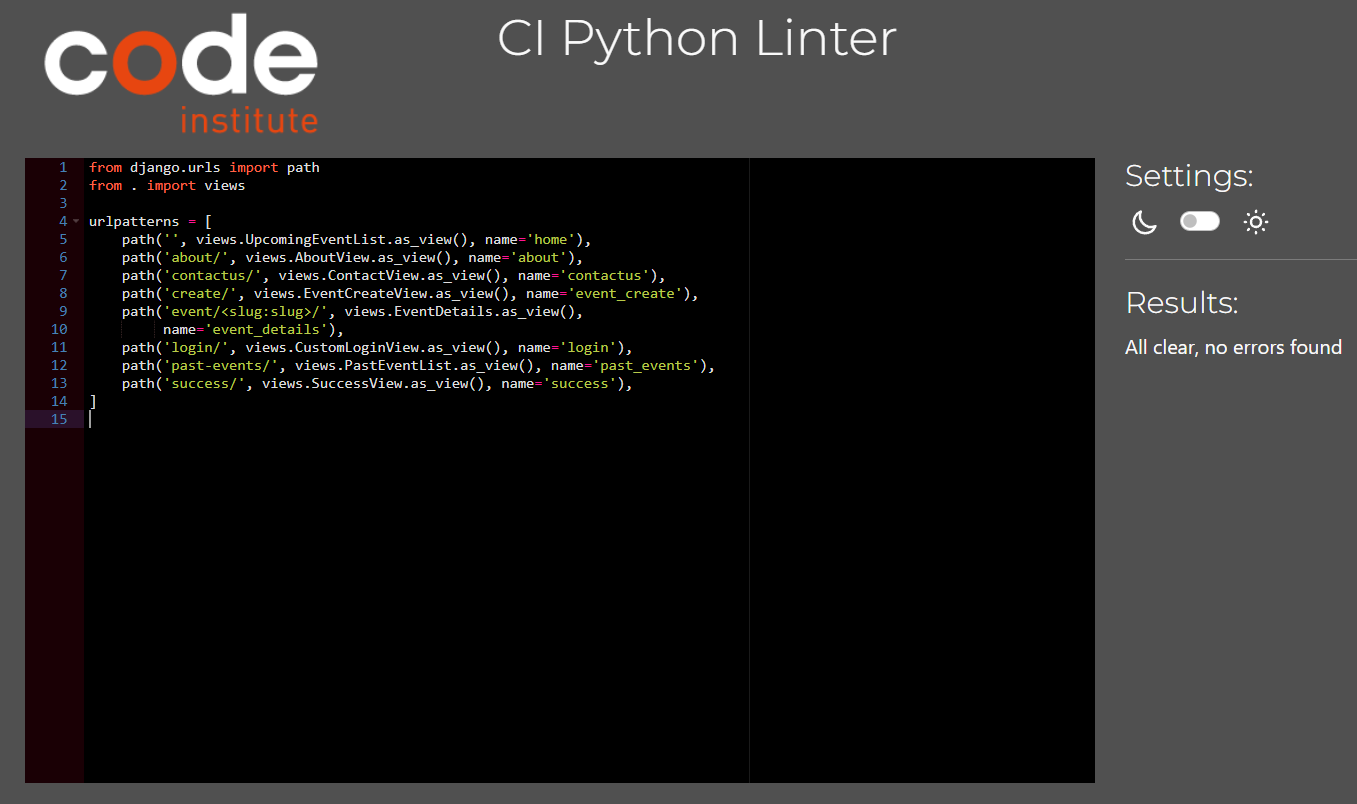 code
institute
CI Python Linter
1 from django.urls import path
2 from . import views
3
4 urlpatterns = [
5     path('', views.UpcomingEventList.as_view(), name='home'),
6     path('about/', views.AboutView.as_view(), name='about'),
7     path('contactus/', views.ContactView.as_view(), name='contactus'),
8     path('create/', views.EventCreateView.as_view(), name='event_create'),
9     path('event/<slug:slug>/', views.EventDetails.as_view(),
10          name='event_details'),
11     path('login/', views.CustomLoginView.as_view(), name='login'),
12     path('past-events/', views.PastEventList.as_view(), name='past_events'),
13     path('success/', views.SuccessView.as_view(), name='success'),
14 ]
15
Settings:
Results:
All clear, no errors found